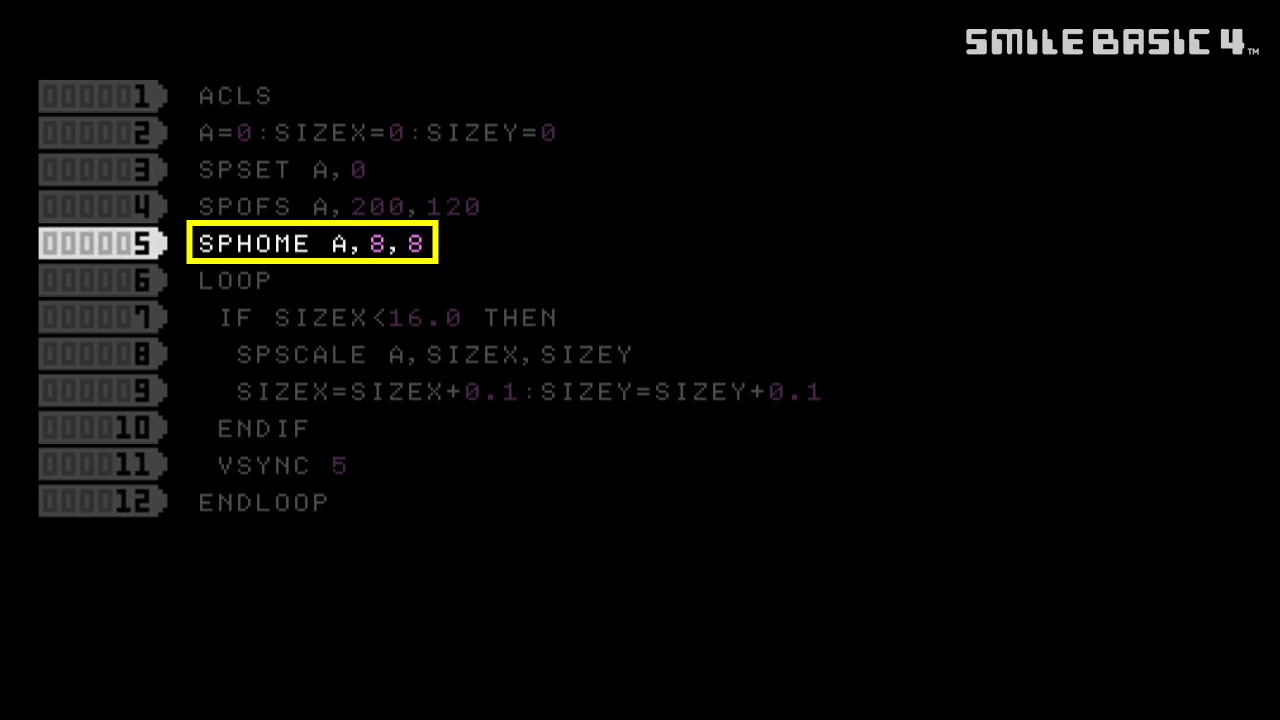 SMILE BASIC 4™
000001 ACLS
000002 A=0:SIZEX=0:SIZEY=0
000003 SPSET A,0
000004 SPOFS A,200,120
000005 SPHOME A,8,8
000006 LOOP
000007 IF SIZEX<16.0 THEN
000008 SPSCALE A,SIZEX,SIZEY
000009 SIZEX=SIZEX+0.1:SIZEY=SIZEY+0.1
000010 ENDIF
000011 VSYNC 5
000012 ENDLOOP